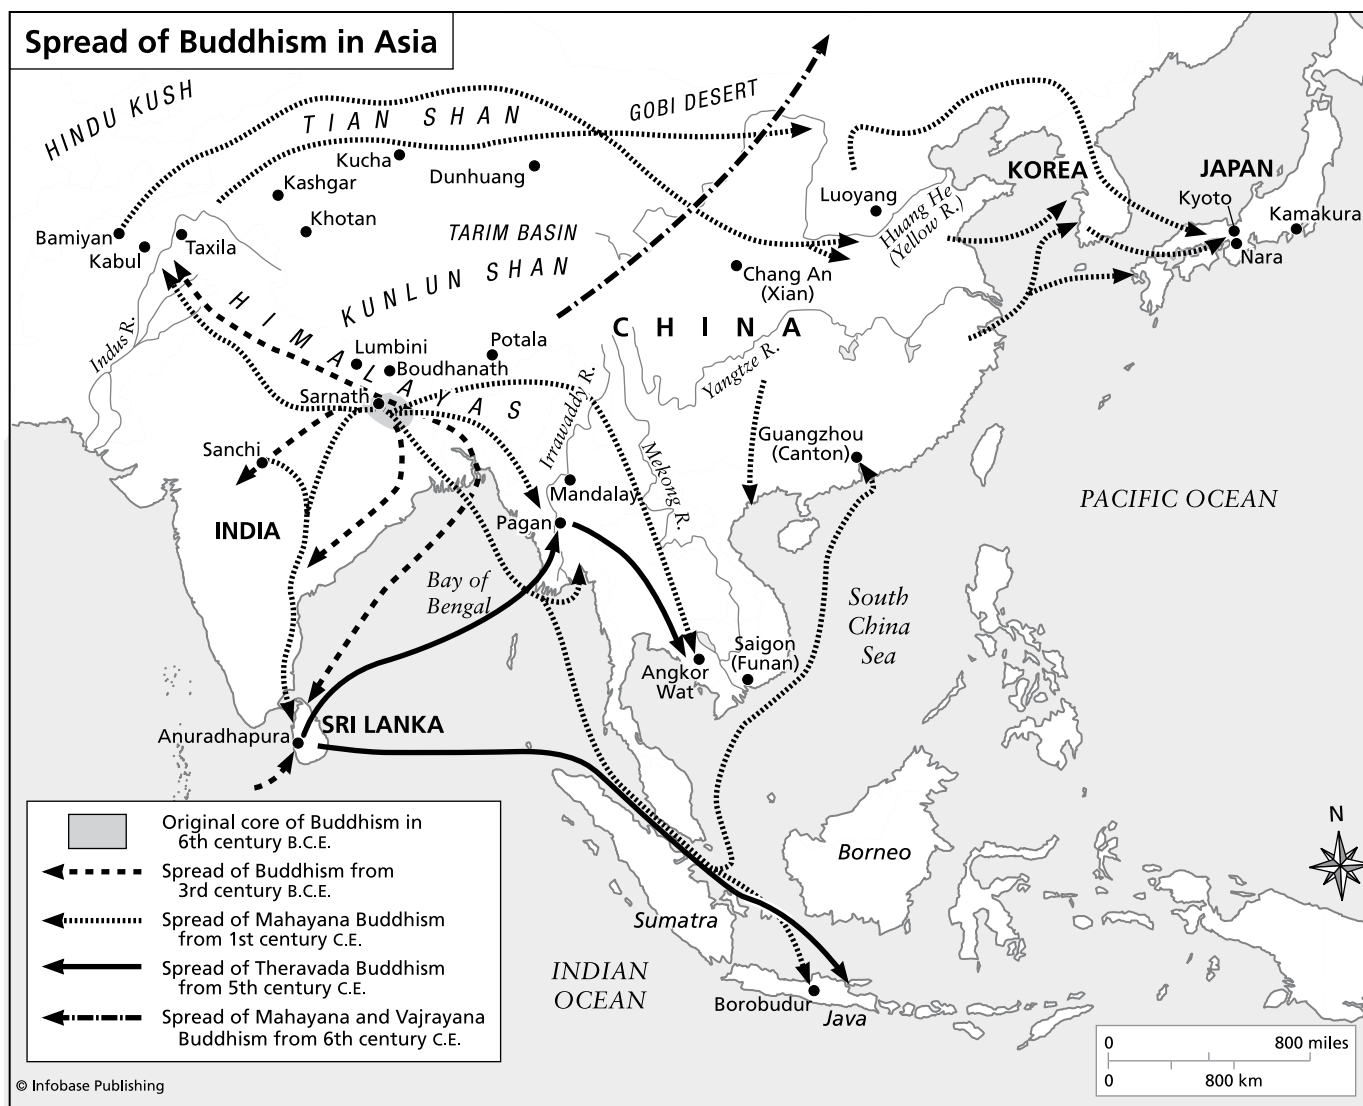 Spread of Buddhism in Asia
HINDU KUSH
TIAN SHAN
GOBI DESERT
Kucha
Kashgar
Dunhuang
Khotan
TARIM BASIN
KUNLUN SHAN
Bamiyan
Kabul
Taxila
Indus R.
HIMALAYAS
Luoyang
Huang He
(Yellow R.)
KOREA
JAPAN
Kyoto
Kamakura
Nara
Chang An
(Xian)
CHINA
Yangtze R.
Lumbini
Boudhanath
Potala
Sarnath
Sanchi
INDIA
Irrawaddy R.
Mekong R.
Mandalay
Pagan
Guangzhou
(Canton)
PACIFIC OCEAN
Bay of
Bengal
South
China
Sea
Saigon
(Funan)
Angkor
Wat
Anuradhapura
SRI LANKA
Borneo
Sumatra
INDIAN
OCEAN
Borobudur
Java
N
Original core of Buddhism in
6th century B.C.E.
Spread of Buddhism from
3rd century B.C.E.
Spread of Mahayana Buddhism
from 1st century C.E.
Spread of Theravada Buddhism
from 5th century C.E.
Spread of Mahayana and Vajrayana
Buddhism from 6th century C.E.
© Infobase Publishing
0 800 miles
0 800 km